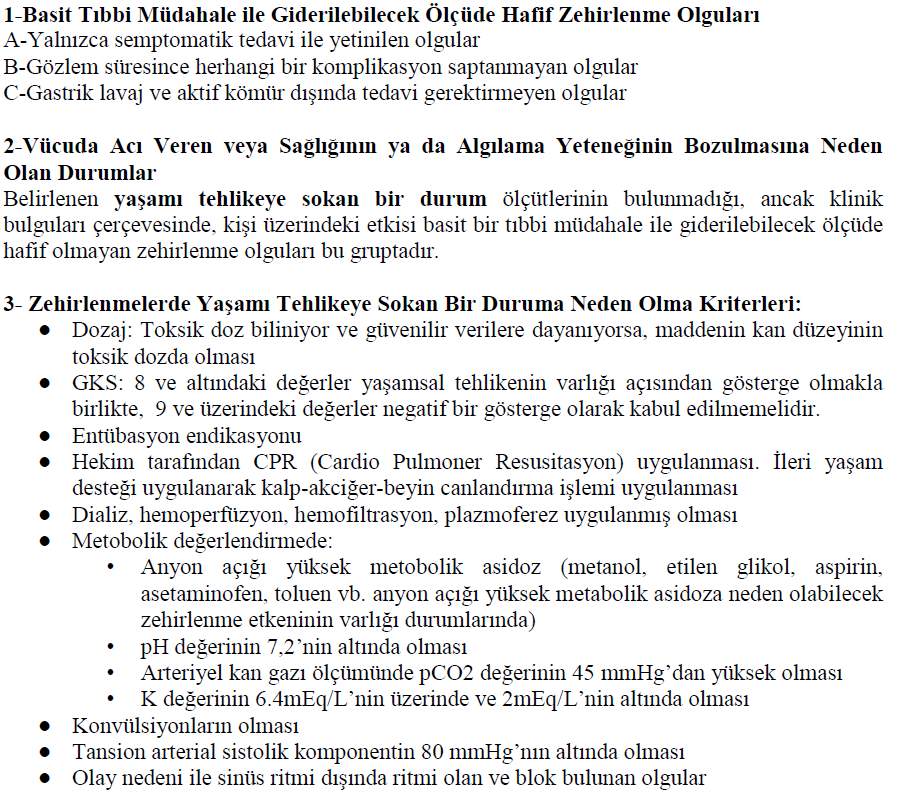 1-Basit Tıbbi Müdahale ile Giderilebilecek Ölçüde Hafif Zehirlenme Olguları
A-Yalnızca semptomatik tedavi ile yetinilen olgular
B-Gözlem süresince herhangi bir komplikasyon saptanmayan olgular
C-Gastrik lavaj ve aktif kömür dışında tedavi gerektirmeyen olgular
2-Vücuda Acı Veren veya Sağlığının ya da Algılama Yeteneğinin Bozulmasına Neden
Olan Durumlar
Belirlenen yaşamı tehlikeye sokan bir durum ölçütlerinin bulunmadığı, ancak klinik
bulguları çerçevesinde, kişi üzerindeki etkisi basit bir tıbbi müdahale ile giderilebilecek ölçüde
hafif olmayan zehirlenme olguları bu gruptadır.
3- Zehirlenmelerde Yaşamı Tehlikeye Sokan Bir Duruma Neden Olma Kriterleri:
● Dozaj: Toksik doz biliniyor ve güvenilir verilere dayanıyorsa, maddenin kan düzeyinin
toksik dozda olması
● GKS: 8 ve altındaki değerler yaşamsal tehlikenin varlığı açısından gösterge olmakla
birlikte, 9 ve üzerindeki değerler negatif bir gösterge olarak kabul edilmemelidir.
● Entübasyon endikasyonu
● Hekim tarafından CPR (Cardio Pulmoner Resusitasyon) uygulanması. İleri yaşam
desteği uygulanarak kalp-akciğer-beyin canlandırma işlemi uygulanması
● Dializ, hemoperfüzyon, hemofiltrasyon, plazmoferez uygulanmış olması
● Metobolik değerlendirmede:
• Anyon açığı yüksek metobolik asidoz (metanol, etilen glikol, aspirin,
asetaminofen, toluen vb. anyon açığı yüksek metabolik asidoza neden olabilecek
zehirlenme etkeninin varlığı durumlarında)
• pH değerinin 7,2’nin altında olması
• Arteriyel kan gazı ölçümünde pCO2 değerinin 45 mmHg’dan yüksek olması
• K değerinin 6.4mEq/L’nin üzerinde ve 2mEq/L’nin altında olması
● Konvülsiyonların olması
● Tansion arterial sistolik komponentin 80 mmHg’nın altında olması
● Olay nedeni ile sinüs ritmi dışında ritmi olan ve blok bulunan olgular